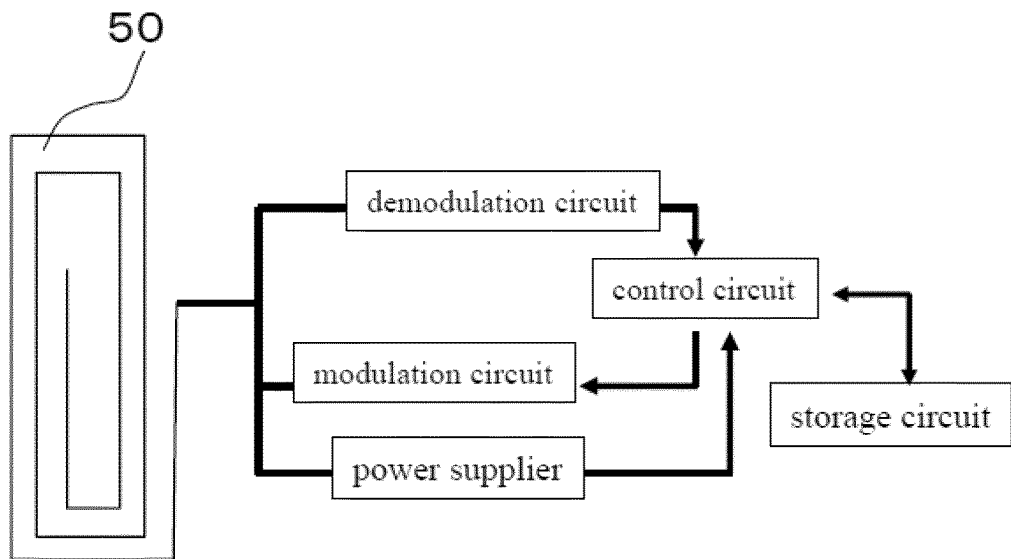 50
demodulation circuit
control circuit
modulation circuit
storage circuit
power supplier